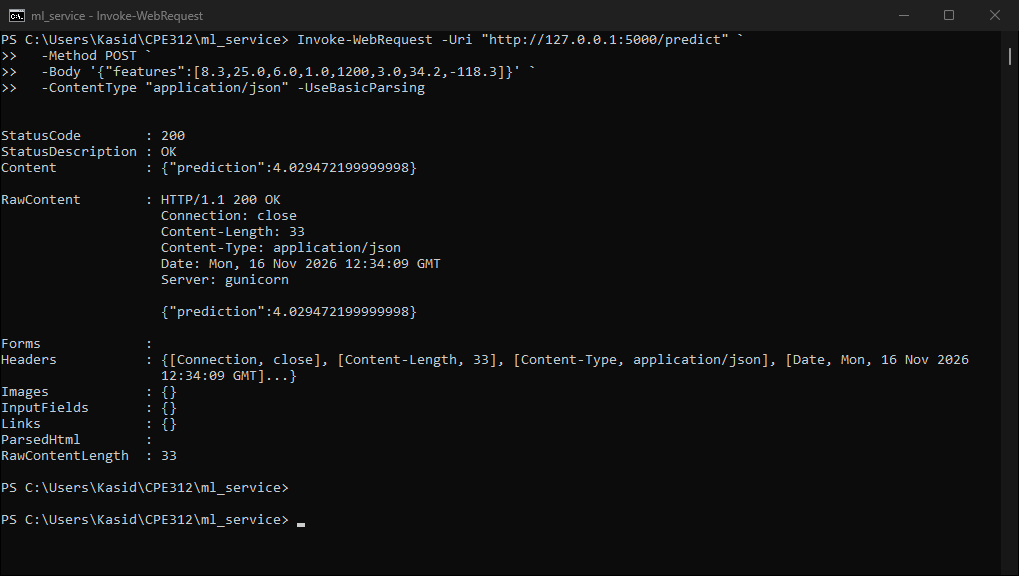 ml_service - Invoke-WebRequest
PS C:\Users\Kasid\CPE312\ml_service> Invoke-WebRequest -Uri "http://127.0.0.1:5000/predict" `
>>   -Method POST `
>>   -Body '{"features":[8.3,25.0,6.0,1.0,1200,3.0,34.2,-118.3]}' `
>>   -ContentType "application/json" -UseBasicParsing
StatusCode        : 200
StatusDescription : OK
Content           : {"prediction":4.029472199999998}
RawContent        : HTTP/1.1 200 OK
                    Connection: close
                    Content-Length: 33
                    Content-Type: application/json
                    Date: Mon, 16 Nov 2026 12:34:09 GMT
                    Server: gunicorn
                    {"prediction":4.029472199999998}
Forms             :
Headers           : {[Connection, close], [Content-Length, 33], [Content-Type, application/json], [Date, Mon, 16 Nov 2026
                    12:34:09 GMT]...}
Images            : {}
InputFields       : {}
Links             : {}
ParsedHtml        :
RawContentLength  : 33
PS C:\Users\Kasid\CPE312\ml_service>
PS C:\Users\Kasid\CPE312\ml_service>